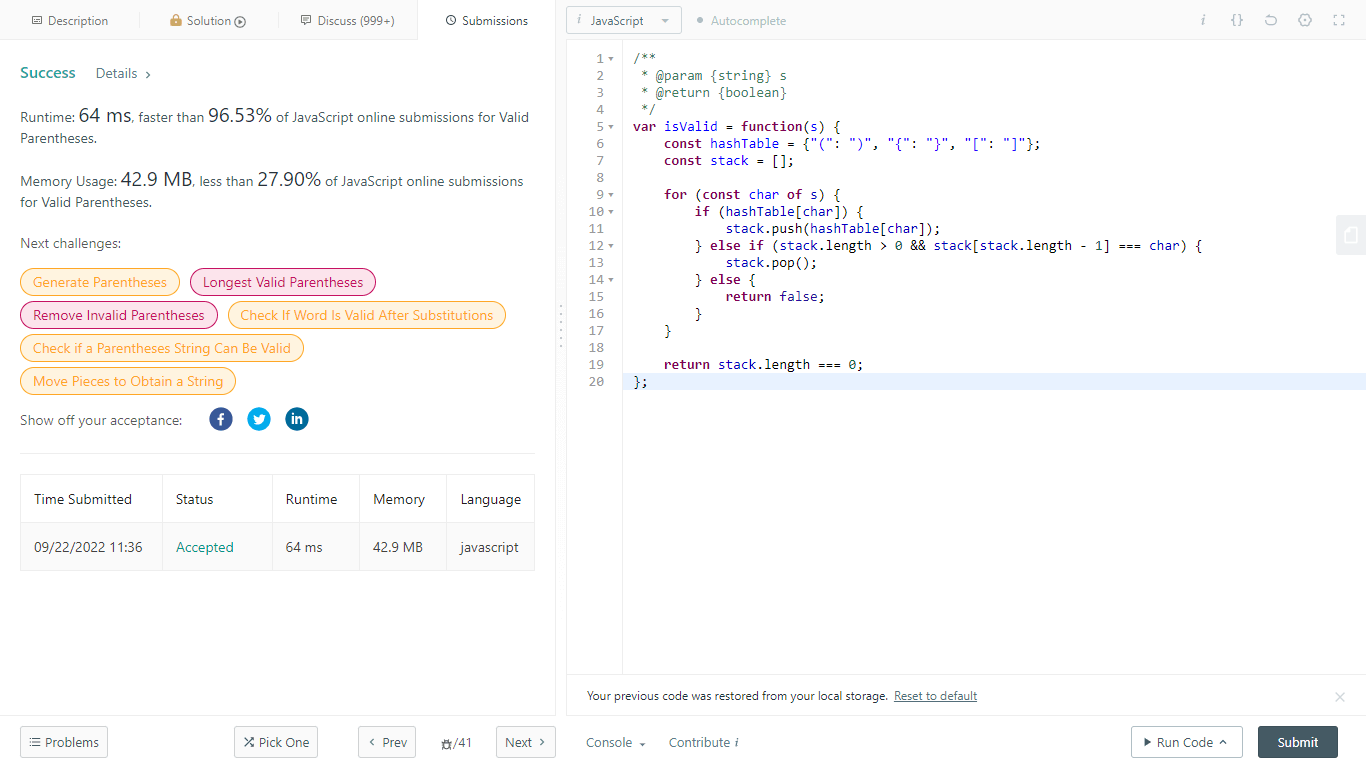 Description
Solution
Discuss (999+)
Submissions
Success
Details
Runtime: 64 ms, faster than 96.53% of JavaScript online submissions for Valid
Parentheses.
Memory Usage: 42.9 MB, less than 27.90% of JavaScript online submissions
for Valid Parentheses.
Next challenges:
Generate Parentheses
Longest Valid Parentheses
Remove Invalid Parentheses
Check If Word Is Valid After Substitutions
Check if a Parentheses String Can Be Valid
Move Pieces to Obtain a String
Show off your acceptance:
Time Submitted Status Runtime Memory Language
09/22/2022 11:36 Accepted 64 ms 42.9 MB javascript
Problems
Pick One
Prev
/41
Next
i JavaScript
Autocomplete
i {}
1 /**
2  * @param {string} s
3  * @return {boolean}
4  */
5 var isValid = function(s) {
6     const hashTable = {"(": ")", "{": "}", "[": "]"};
7     const stack = [];
8
9     for (const char of s) {
10         if (hashTable[char]) {
11             stack.push(hashTable[char]);
12         } else if (stack.length > 0 && stack[stack.length - 1] === char) {
13             stack.pop();
14         } else {
15             return false;
16         }
17     }
18
19     return stack.length === 0;
20 };
Your previous code was restored from your local storage. Reset to default
Console
Contribute i
Run Code
Submit